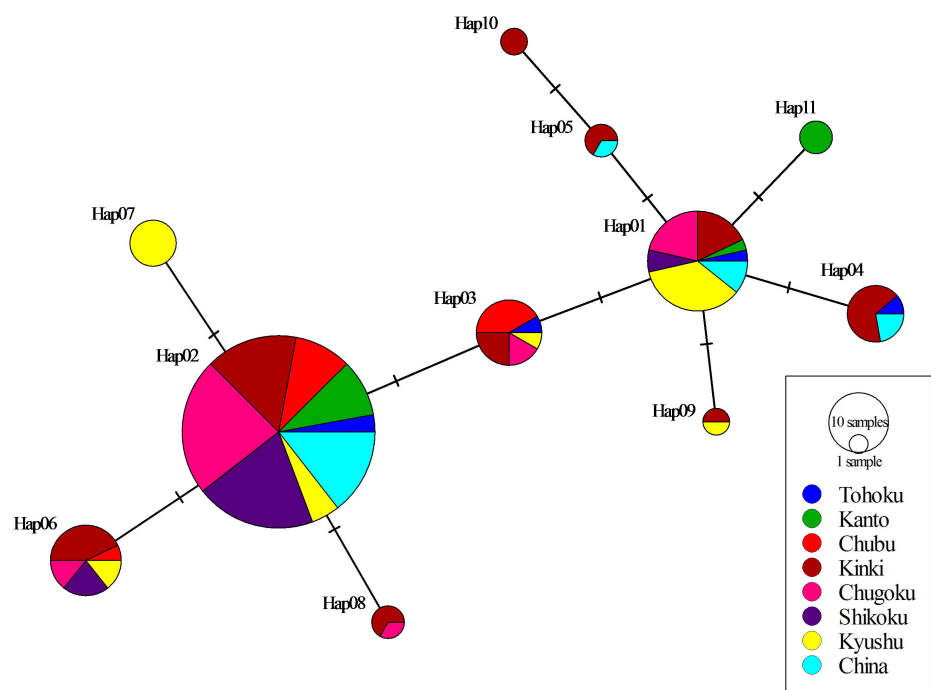 Hap10
Hap11
Hap05
Hap07
Hap01
Hap04
Hap03
Hap02
Hap09
10 samples
1 sample
Tohoku
Kanto
Chubu
Kinki
Chugoku
Shikoku
Kyushu
China
Hap06
Hap08